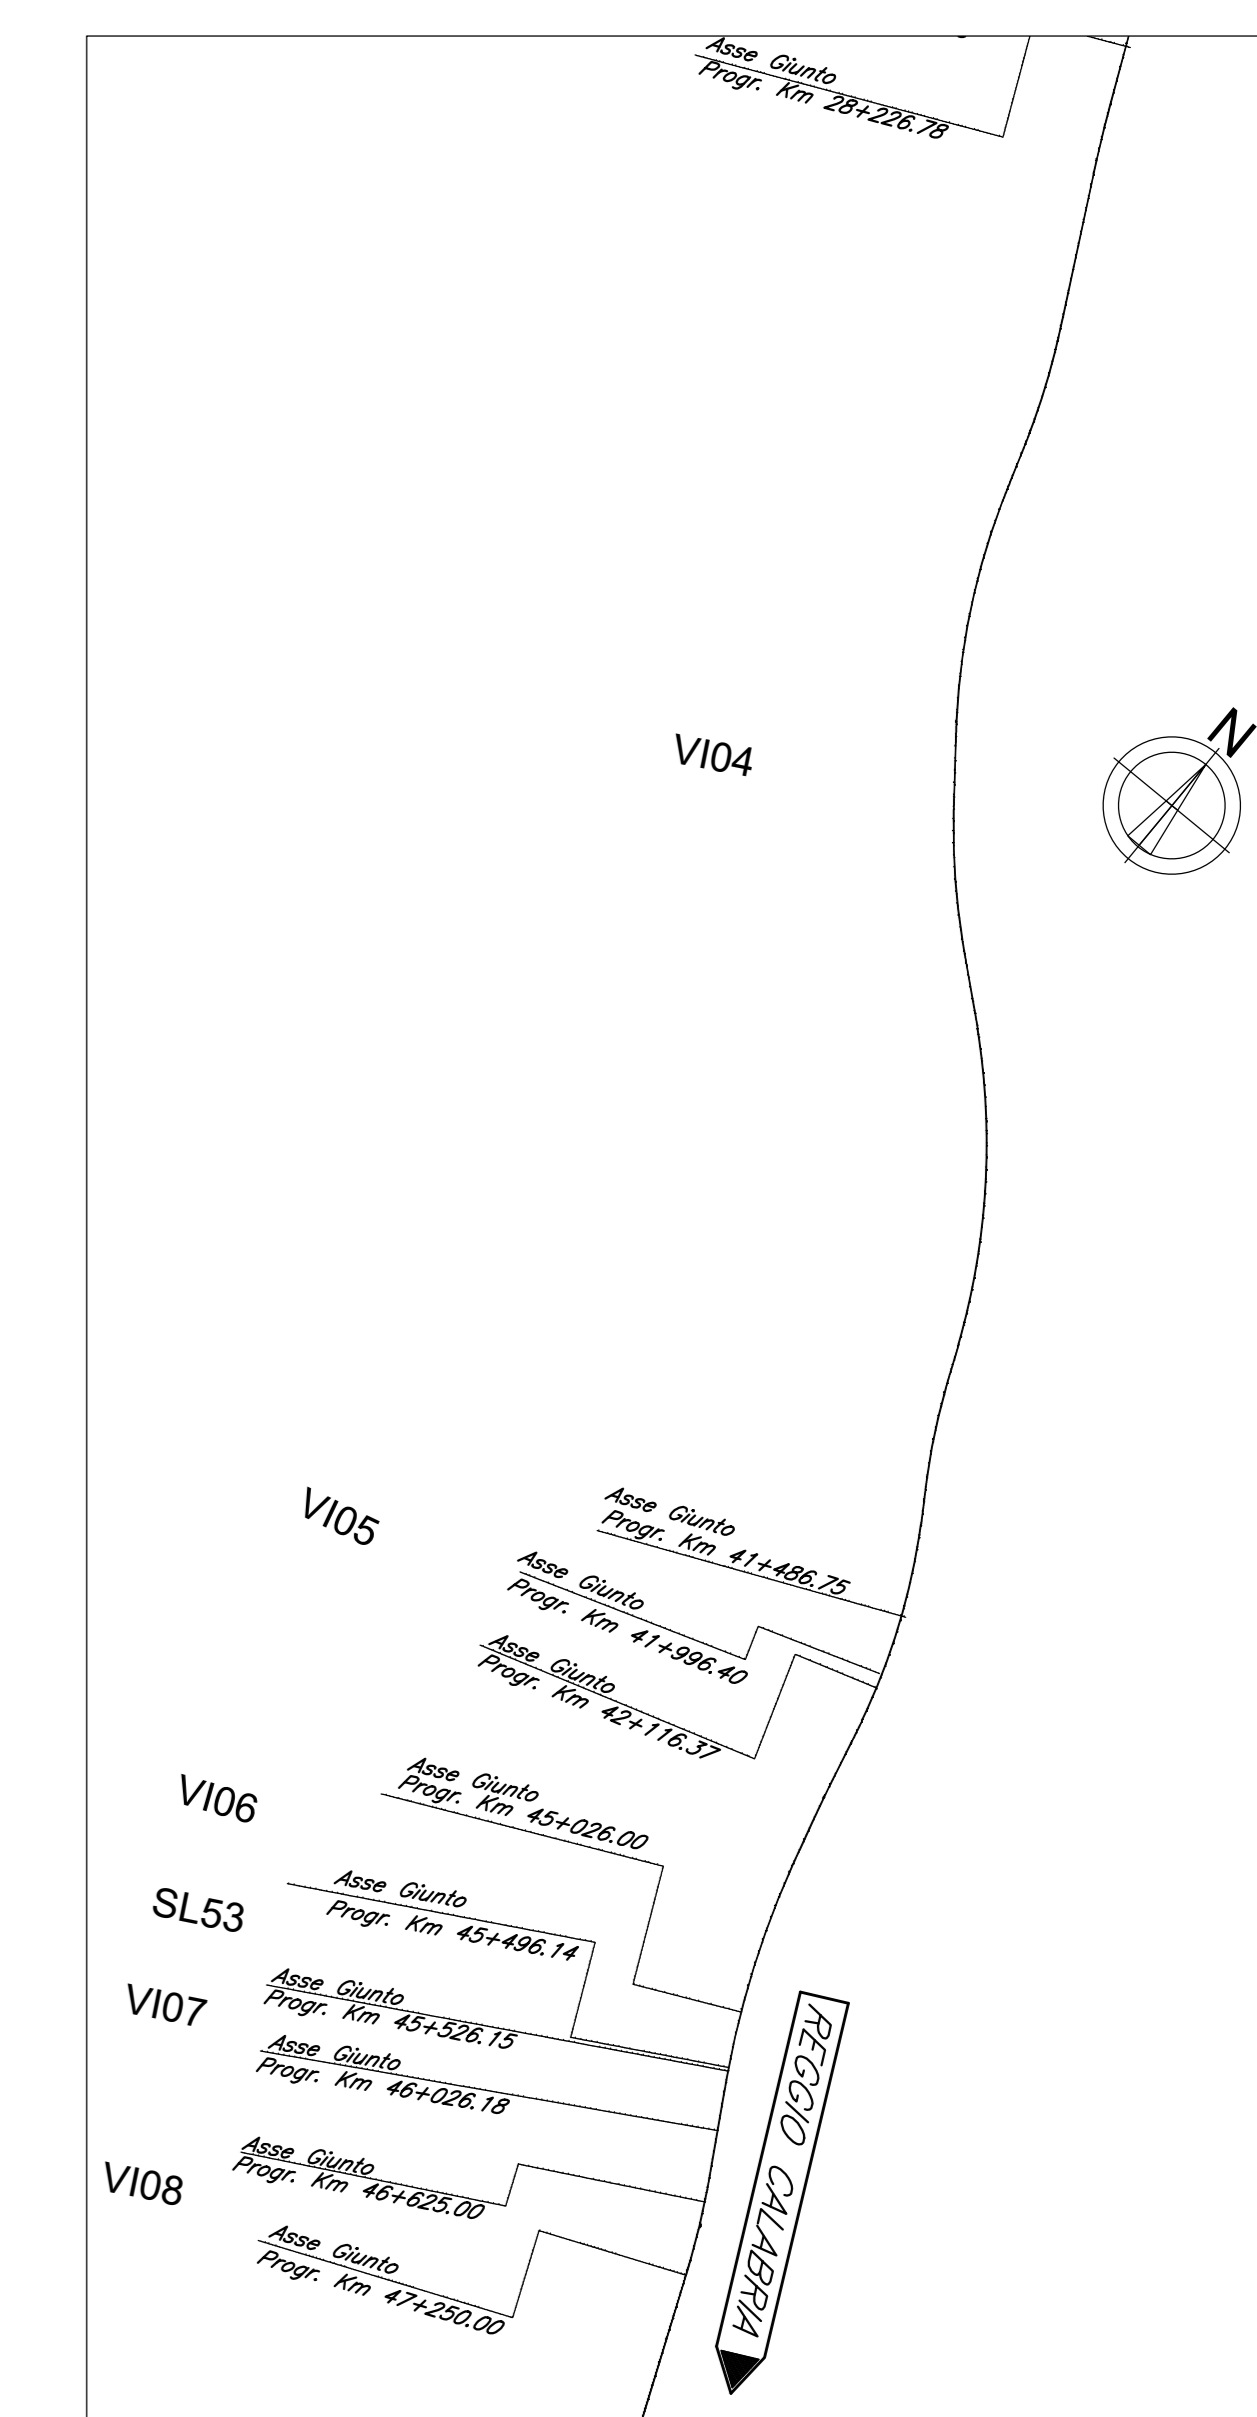 Asse Giunto
Progr. Km 28+226.78
VI04
N
VI05
Asse Giunto
Progr. Km 41+486.75
Asse Giunto
Progr. Km 41+996.40
Asse Giunto
Progr. Km 42+116.37
VI06
Asse Giunto
Progr. Km 45+026.00
SL53
Asse Giunto
Progr. Km 45+496.14
VI07
Asse Giunto
Progr. Km 45+526.15
Asse Giunto
Progr. Km 46+026.18
REGGIO CALABRIA
VI08
Asse Giunto
Progr. Km 46+625.00
Asse Giunto
Progr. Km 47+250.00